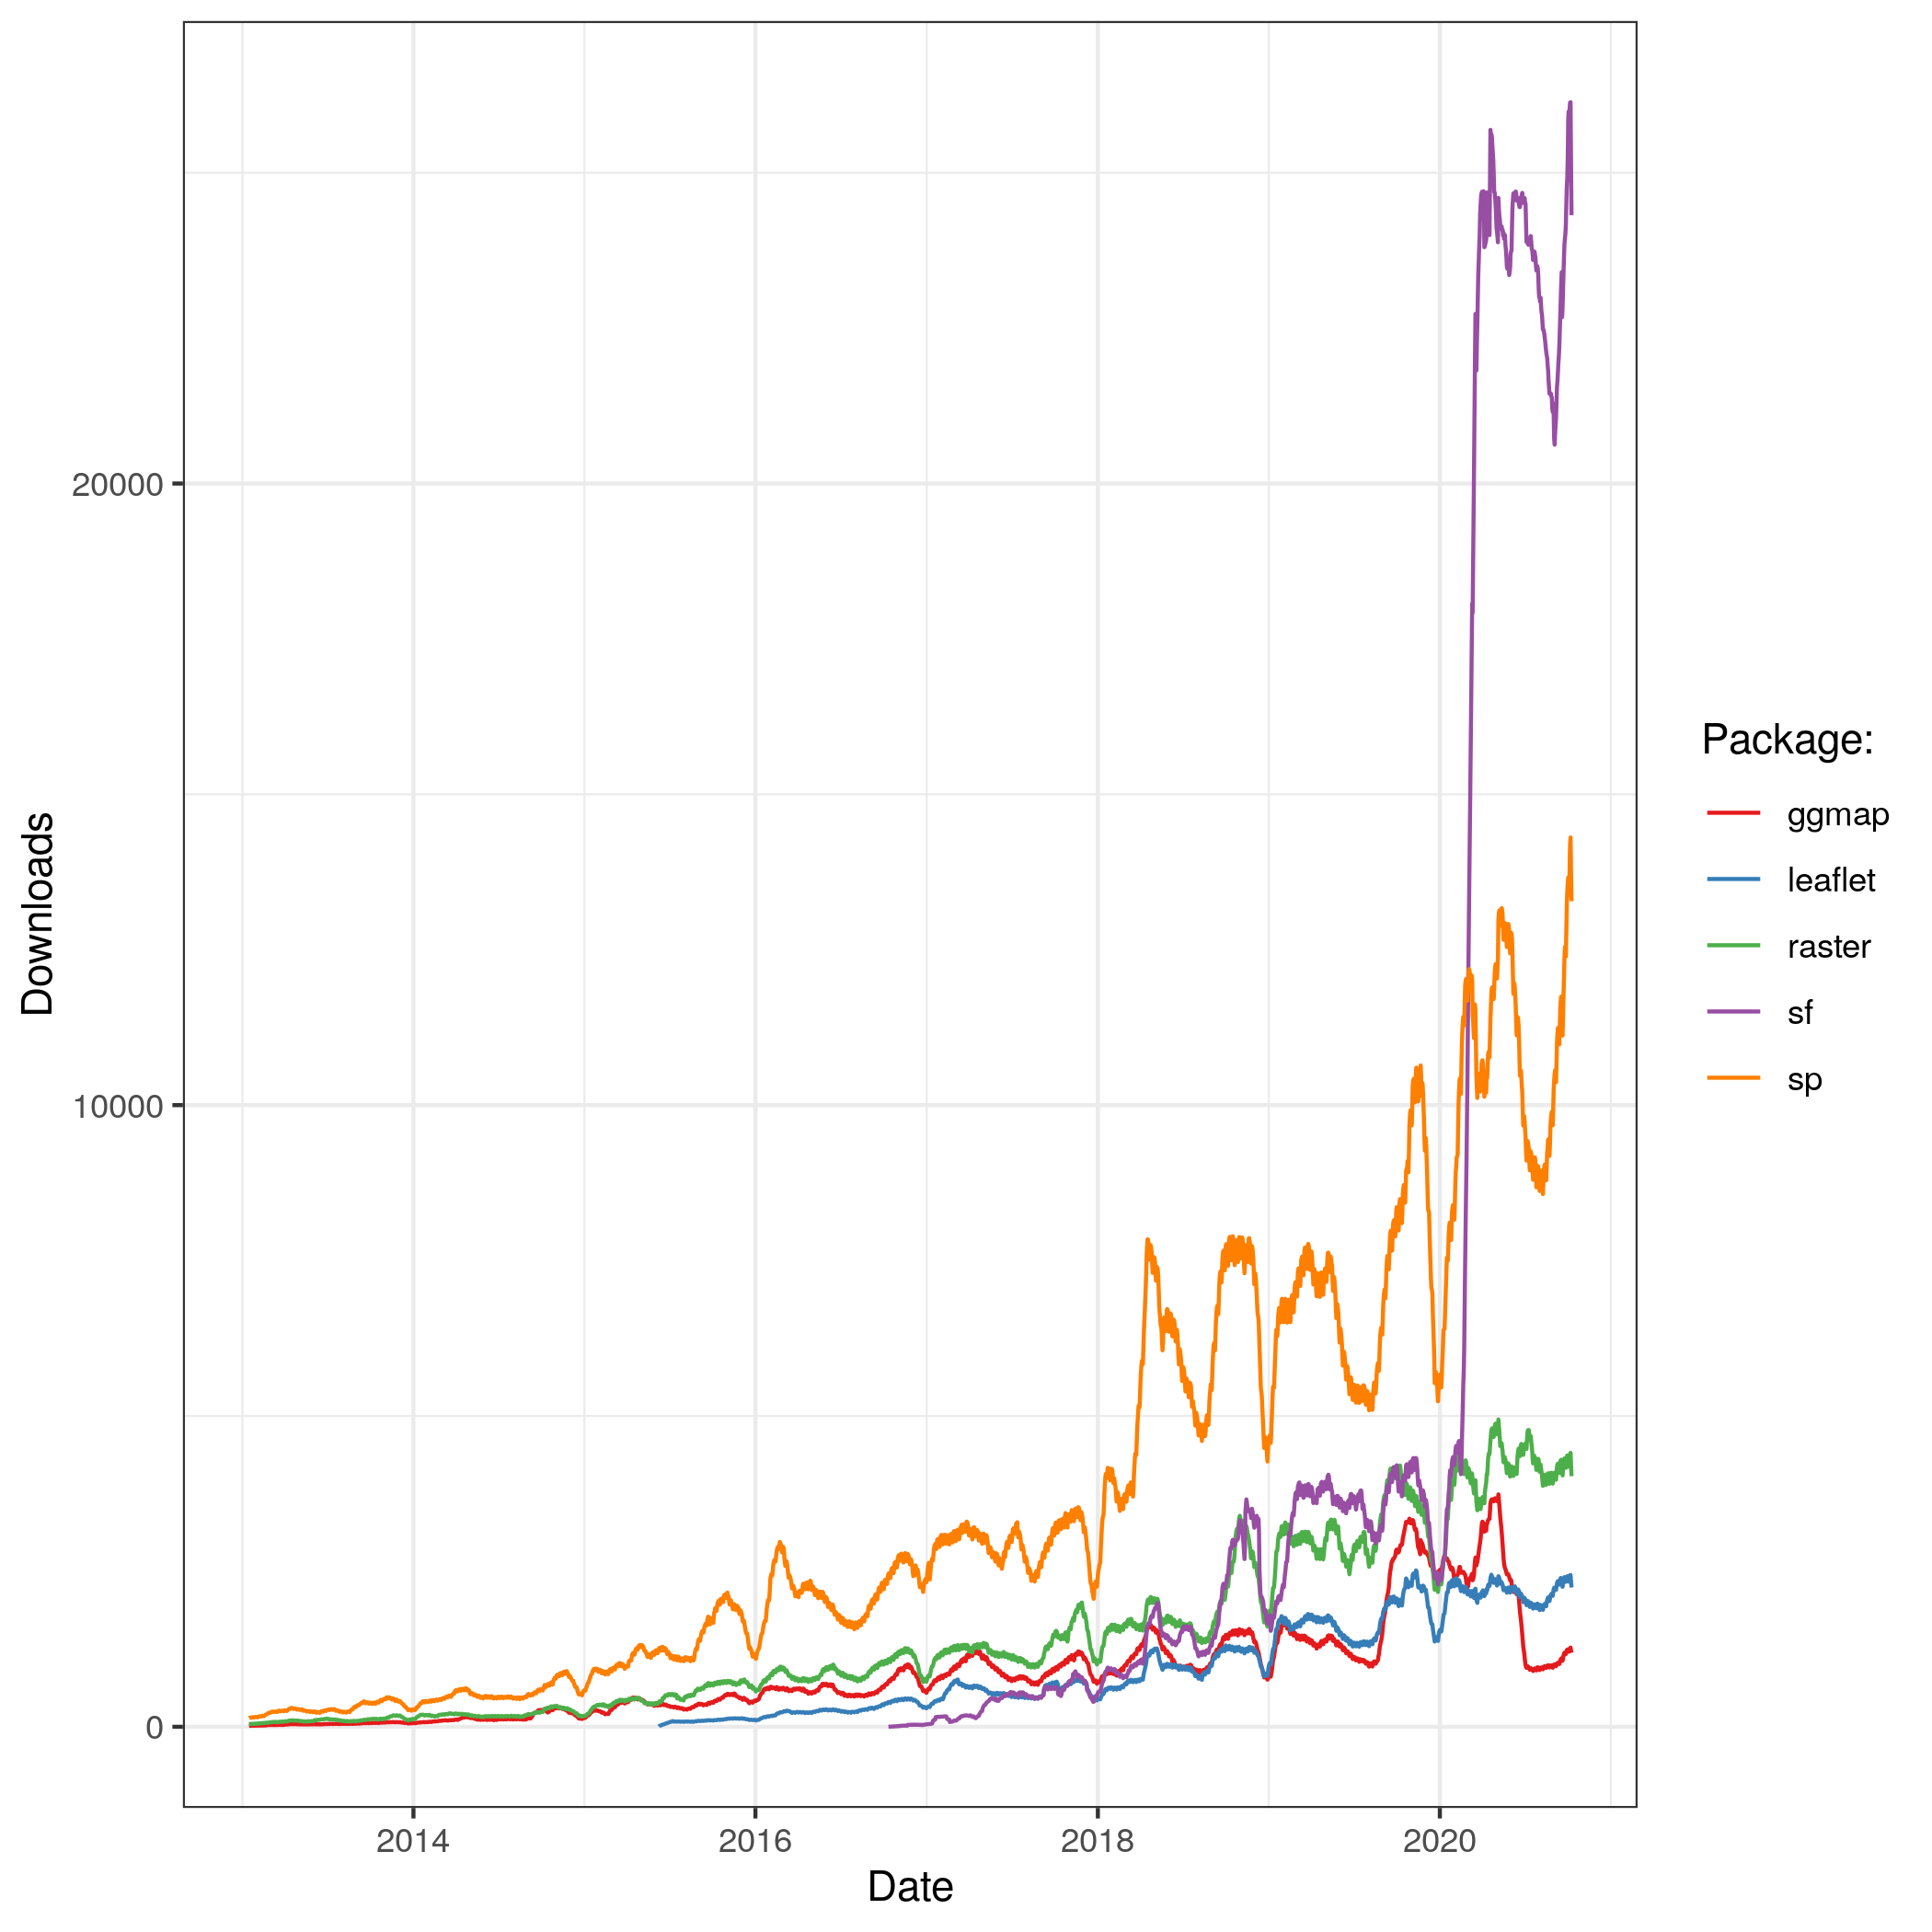 20000
10000
0
Downloads
2014
2016
2018
2020
Date
Package:
ggmap
leaflet
raster
sf
sp